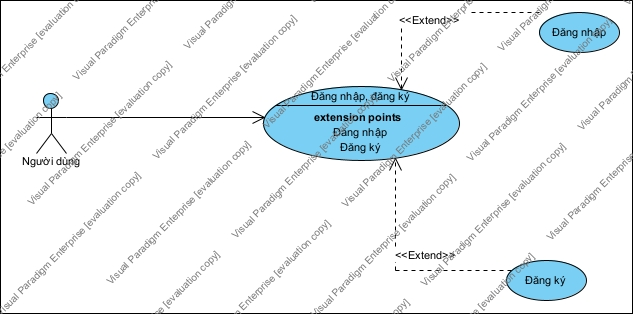 <<Extend>>
Đăng nhập
Đăng nhập, đăng ký
extension points
Đăng nhập
Đăng ký
Người dùng
<<Extend>>
Đăng ký
Visual Paradigm Enterprise [evaluation copy]